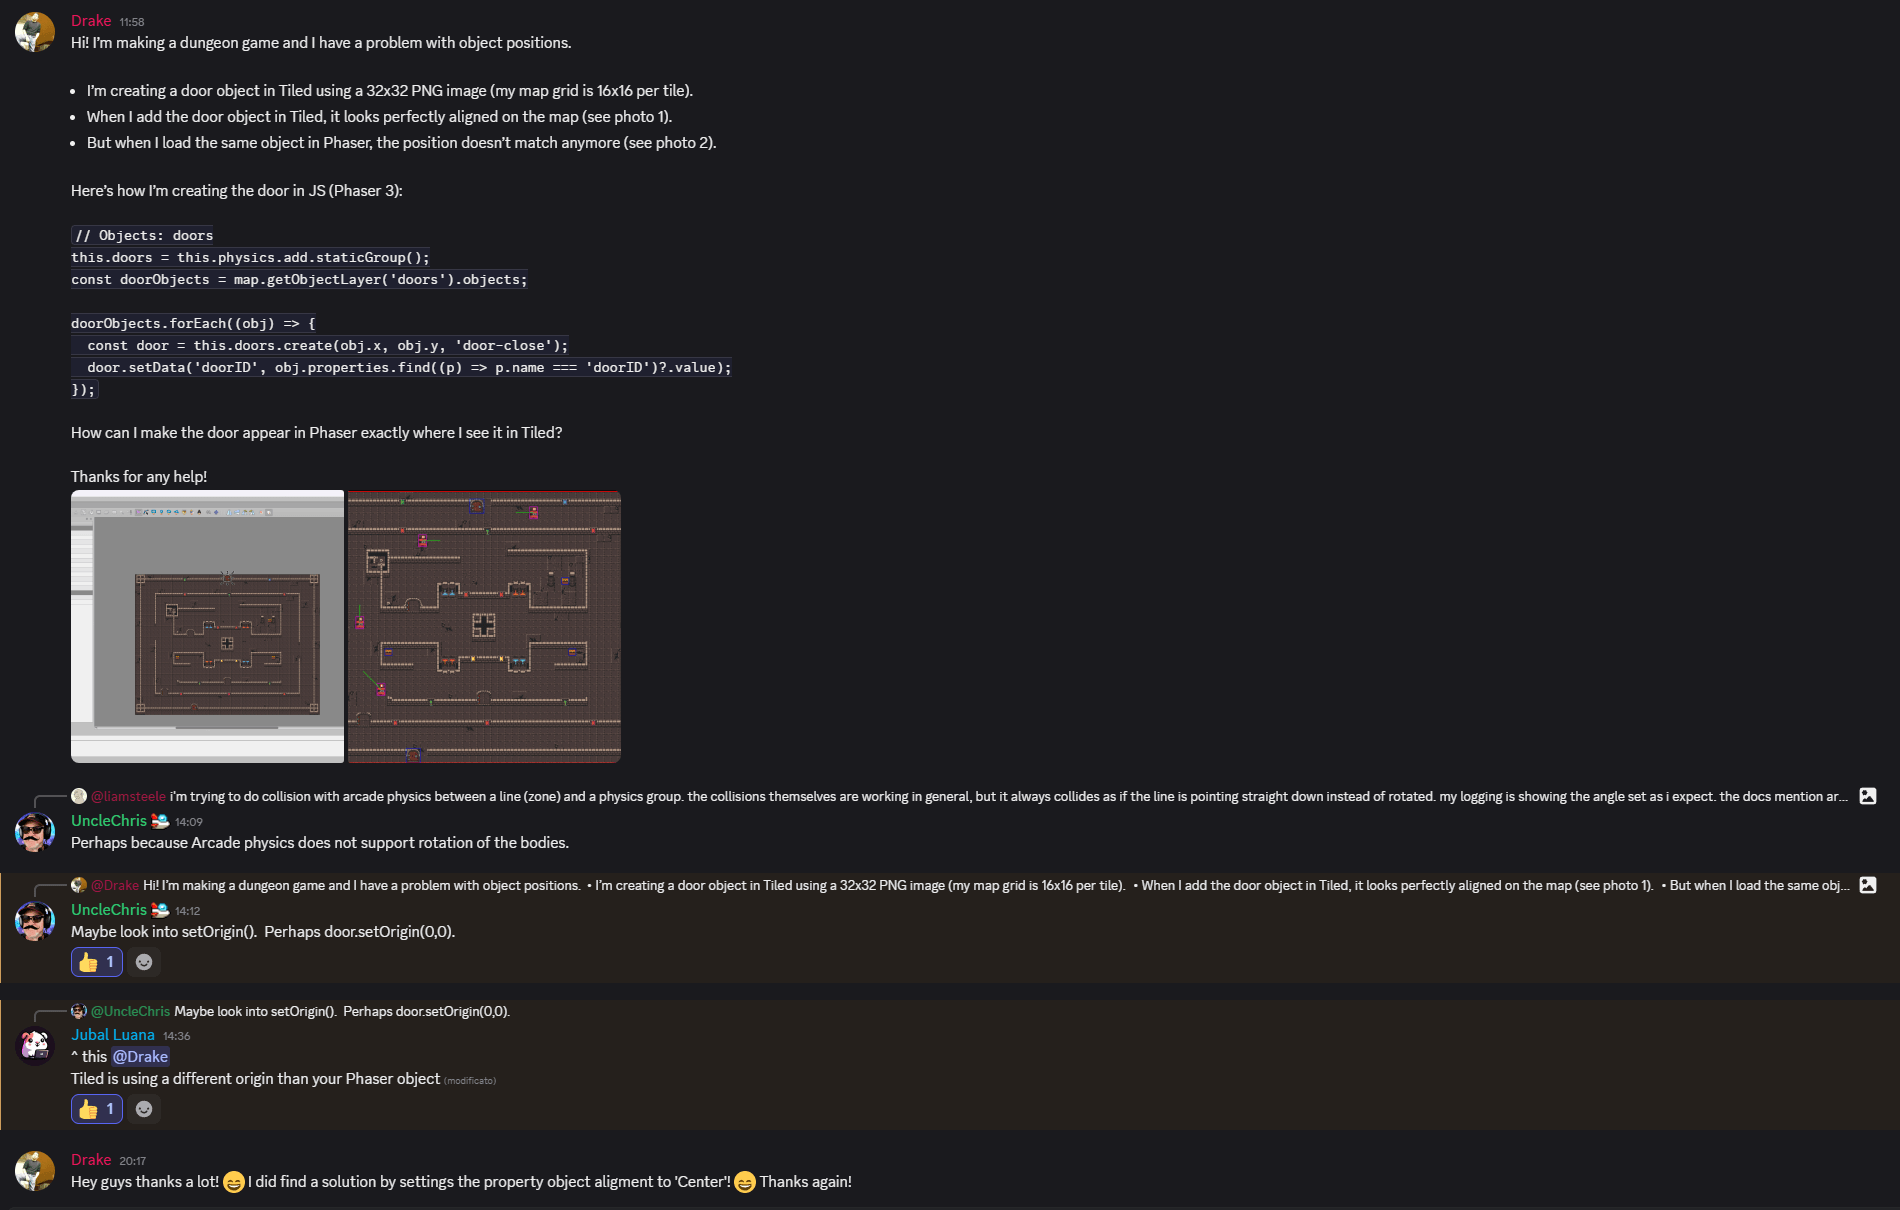 Drake 11:58
Hi! I'm making a dungeon game and I have a problem with object positions.
• I'm creating a door object in Tiled using a 32x32 PNG image (my map grid is 16x16 per tile).
• When I add the door object in Tiled, it looks perfectly aligned on the map (see photo 1).
• But when I load the same object in Phaser, the position doesn't match anymore (see photo 2).
Here's how I'm creating the door in JS (Phaser 3):
// Objects: doors
this.doors = this.physics.add.staticGroup();
const doorObjects = map.getObjectLayer('doors').objects;
doorObjects.forEach((obj) => {
  const door = this.doors.create(obj.x, obj.y, 'door-close');
  door.setData('doorID', obj.properties.find((p) => p.name === 'doorID')?.value);
});
How can I make the door appear in Phaser exactly where I see it in Tiled?
Thanks for any help!
@liamsteele i'm trying to do collision with arcade physics between a line (zone) and a physics group. the collisions themselves are working in general, but it always collides as if the line is pointing straight down instead of rotated. my logging is showing the angle set as i expect. the docs mention ar...
UncleChris 14:09
Perhaps because Arcade physics does not support rotation of the bodies.
@Drake Hi! I'm making a dungeon game and I have a problem with object positions. • I'm creating a door object in Tiled using a 32x32 PNG image (my map grid is 16x16 per tile). • When I add the door object in Tiled, it looks perfectly aligned on the map (see photo 1). • But when I load the same obj...
UncleChris 14:12
Maybe look into setOrigin().  Perhaps door.setOrigin(0,0).
👍 1
@UncleChris Maybe look into setOrigin().  Perhaps door.setOrigin(0,0).
Jubal Luana 14:36
^ this @Drake
Tiled is using a different origin than your Phaser object (modificato)
👍 1
Drake 20:17
Hey guys thanks a lot! 😄 I did find a solution by settings the property object aligment to 'Center'! 😄 Thanks again!